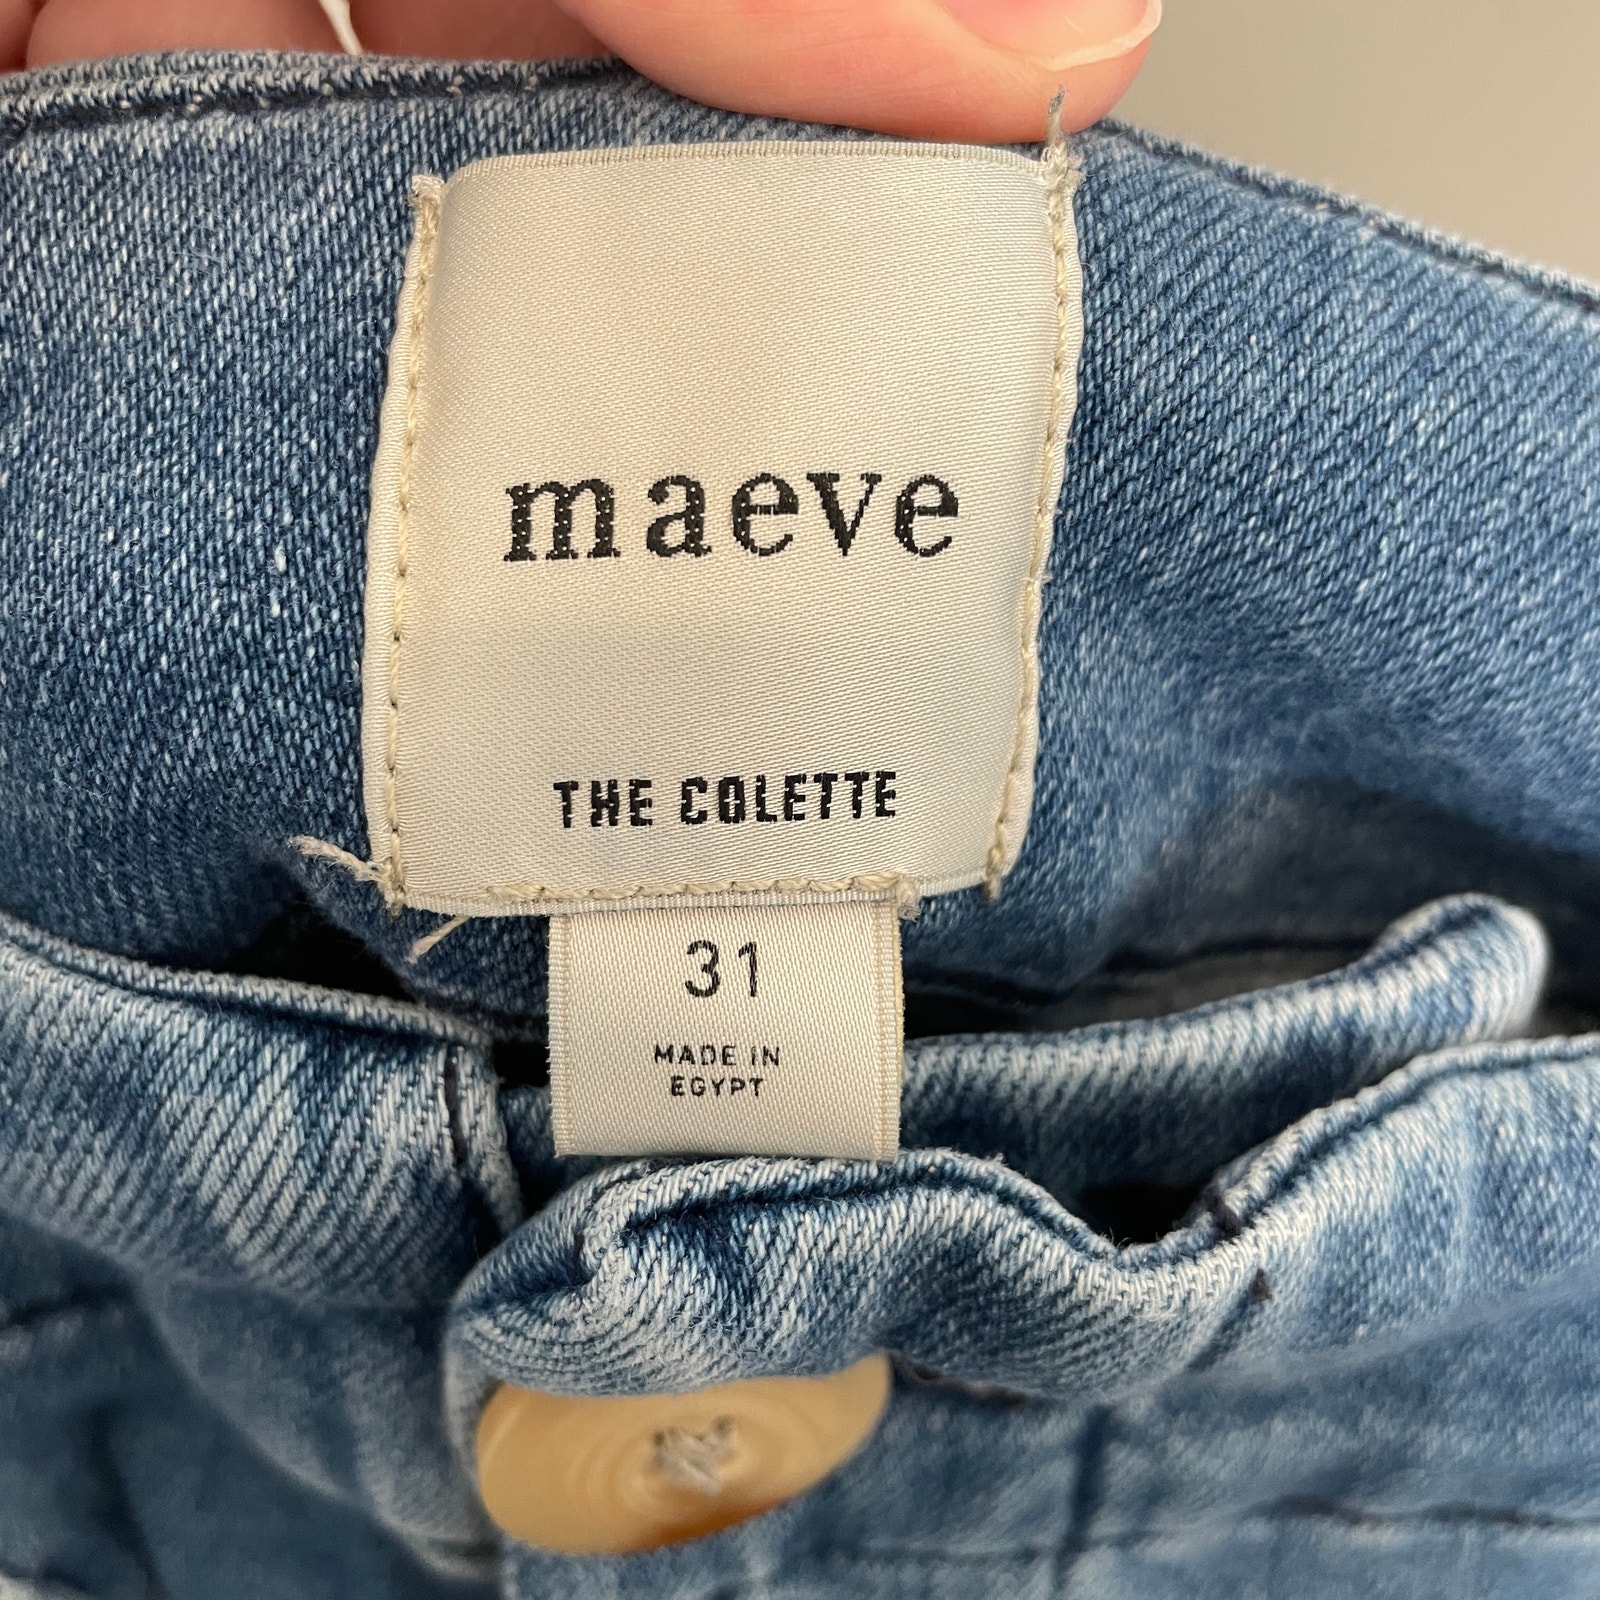 maeve
THE COLETTE
31
MADE IN
EGYPT